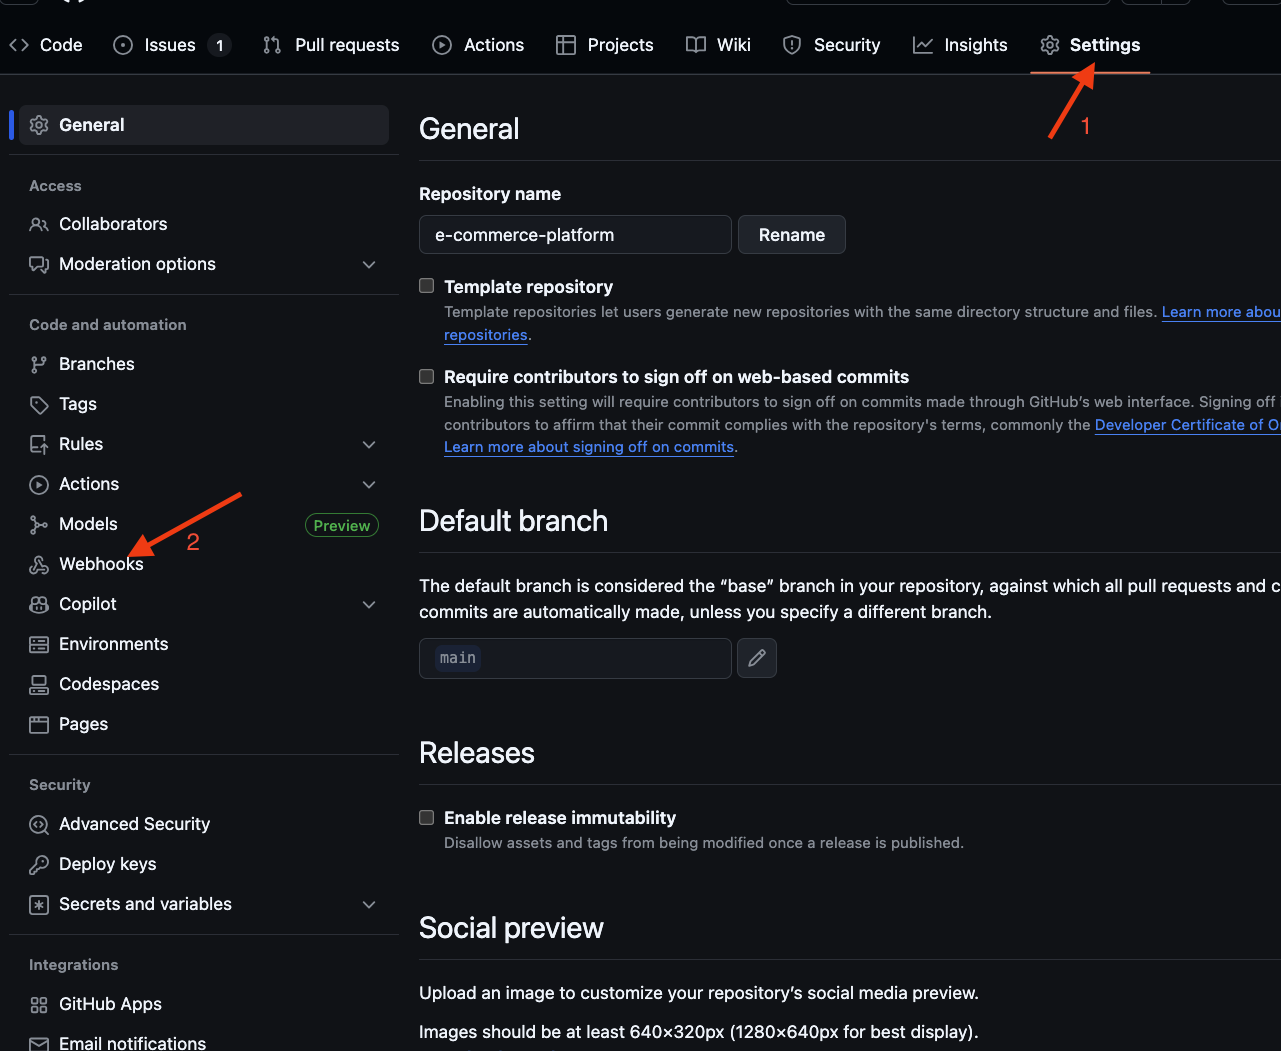 Code
Issues 1
Pull requests
Actions
Projects
Wiki
Security
Insights
Settings
1
General
Access
Collaborators
Moderation options
Code and automation
Branches
Tags
Rules
Actions
Models Preview
2
Webhooks
Copilot
Environments
Codespaces
Pages
Security
Advanced Security
Deploy keys
Secrets and variables
Integrations
GitHub Apps
Email notifications
General
Repository name
e-commerce-platform Rename
Template repository
Template repositories let users generate new repositories with the same directory structure and files. Learn more abou
repositories.
Require contributors to sign off on web-based commits
Enabling this setting will require contributors to sign off on commits made through GitHub’s web interface. Signing off
contributors to affirm that their commit complies with the repository's terms, commonly the Developer Certificate of O
Learn more about signing off on commits.
Default branch
The default branch is considered the “base” branch in your repository, against which all pull requests and c
commits are automatically made, unless you specify a different branch.
main
Releases
Enable release immutability
Disallow assets and tags from being modified once a release is published.
Social preview
Upload an image to customize your repository’s social media preview.
Images should be at least 640×320px (1280×640px for best display).